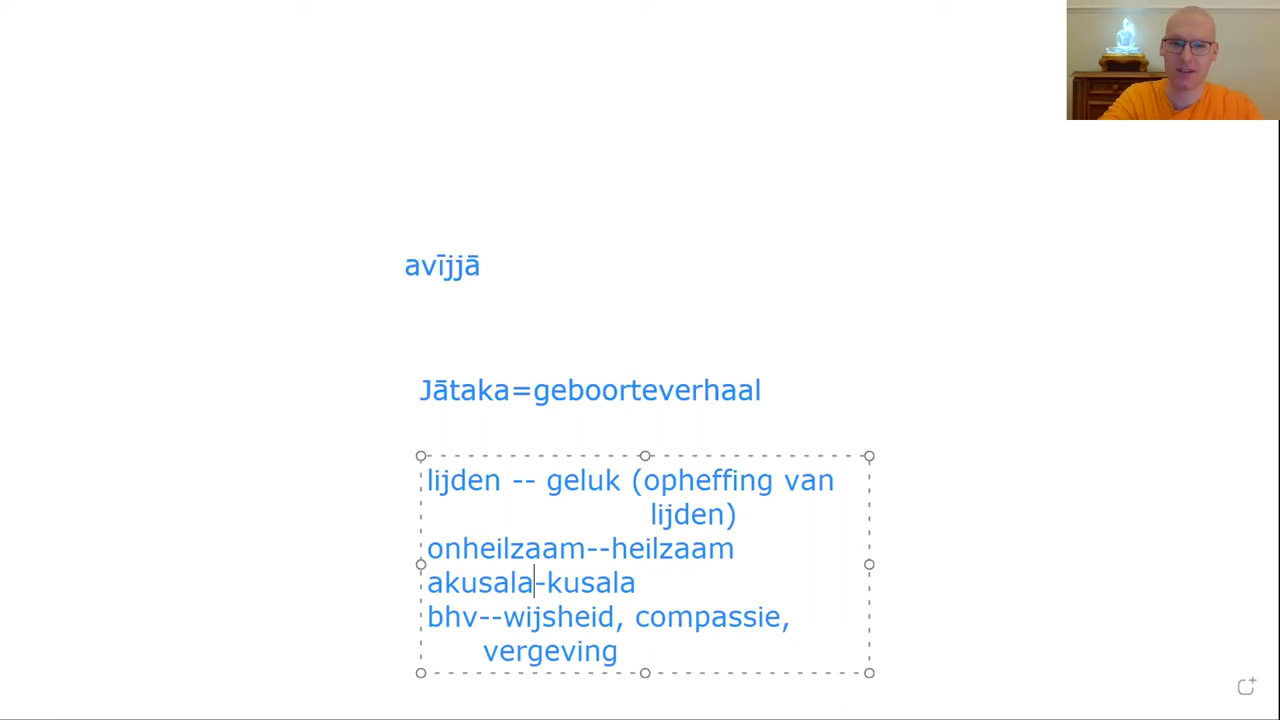 avījjā
Jātaka=geboorteverhaal
lijden -- geluk (opheffing van
lijden)
onheilzaam--heilzaam
akusala-kusala
bhv--wijsheid, compassie,
vergeving